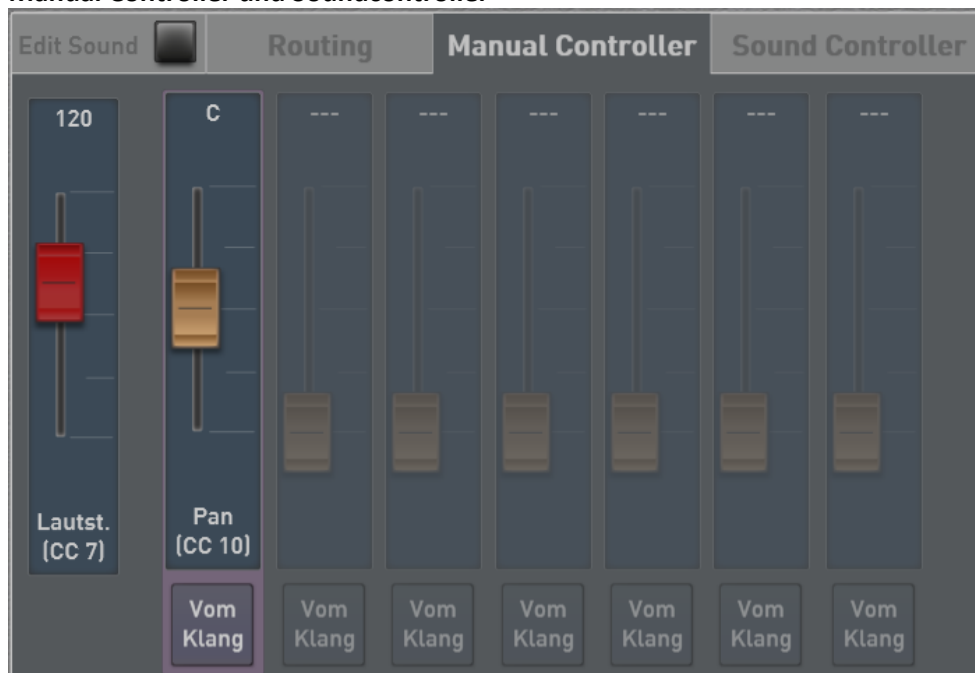 Manual Controller und Soundcontroller
Edit Sound Routing Manual Controller Sound Controller
120 C --- --- --- --- --- ---
Lautst. Pan
(CC 7) (CC 10)
Vom Vom Vom Vom Vom Vom Vom
Klang Klang Klang Klang Klang Klang Klang